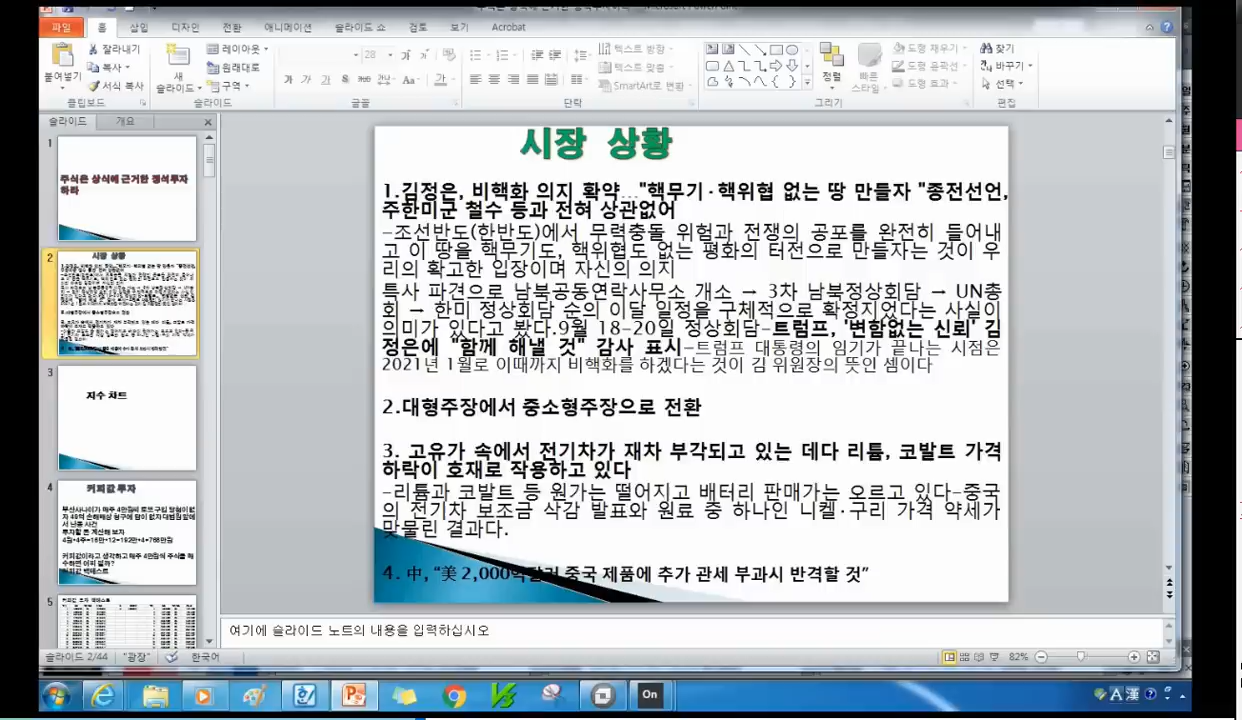 파일 홈 삽입 디자인 전환 애니메이션 슬라이드 쇼 검토 보기 Acrobat
붙여넣기 잘라내기 복사 서식 복사
클립보드
새 슬라이드 레이아웃 원래대로 구역
슬라이드
28
글꼴
텍스트 방향 텍스트 맞춤 SmartArt로 변환
단락
정렬 빠른 스타일 도형 채우기 도형 윤곽선 도형 효과
그리기
찾기 바꾸기 선택
편집
슬라이드 개요
1
주식은 상식에 근거한 정석투자
하라
2
3
지수 차트
4
커피값 투자
5
시장 상황
1.김정은, 비핵화 의지 확약…"핵무기·핵위협 없는 땅 만들자 "종전선언,
주한미군 철수 등과 전혀 상관없어
-조선반도(한반도)에서 무력충돌 위험과 전쟁의 공포를 완전히 들어내
고 이 땅을 핵무기도, 핵위협도 없는 평화의 터전으로 만들자는 것이 우
리의 확고한 입장이며 자신의 의지
특사 파견으로 남북공동연락사무소 개소 → 3차 남북정상회담 → UN총
회 → 한미 정상회담 순의 이달 일정을 구체적으로 확정지었다는 사실이
의미가 있다고 봤다.9월 18-20일 정상회담-트럼프, '변함없는 신뢰' 김
정은에 “함께 해낼 것” 감사 표시-트럼프 대통령의 임기가 끝나는 시점은
2021년 1월로 이때까지 비핵화를 하겠다는 것이 김 위원장의 뜻인 셈이다
2.대형주장에서 중소형주장으로 전환
3. 고유가 속에서 전기차가 재차 부각되고 있는 데다 리튬, 코발트 가격
하락이 호재로 작용하고 있다
-리튬과 코발트 등 원가는 떨어지고 배터리 판매가는 오르고 있다-중국
의 전기차 보조금 삭감 발표와 원료 중 하나인 니켈·구리 가격 약세가
맞물린 결과다.
4. 中, “美 2,000억달러 중국 제품에 추가 관세 부과시 반격할 것”
여기에 슬라이드 노트의 내용을 입력하십시오
슬라이드 2/44 "광장" 한국어 82%
On A 漢